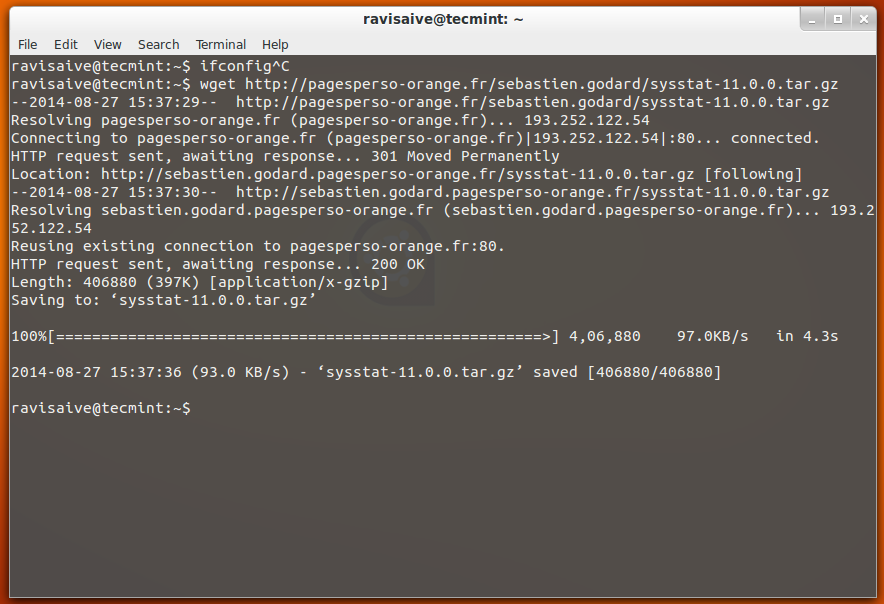 ravisaive@tecmint: ~
File Edit View Search Terminal Help
ravisaive@tecmint:~$ ifconfig^C
ravisaive@tecmint:~$ wget http://pagesperso-orange.fr/sebastien.godard/sysstat-11.0.0.tar.gz
--2014-08-27 15:37:29--  http://pagesperso-orange.fr/sebastien.godard/sysstat-11.0.0.tar.gz
Resolving pagesperso-orange.fr (pagesperso-orange.fr)... 193.252.122.54
Connecting to pagesperso-orange.fr (pagesperso-orange.fr)|193.252.122.54|:80... connected.
HTTP request sent, awaiting response... 301 Moved Permanently
Location: http://sebastien.godard.pagesperso-orange.fr/sysstat-11.0.0.tar.gz [following]
--2014-08-27 15:37:30--  http://sebastien.godard.pagesperso-orange.fr/sysstat-11.0.0.tar.gz
Resolving sebastien.godard.pagesperso-orange.fr (sebastien.godard.pagesperso-orange.fr)... 193.2
52.122.54
Reusing existing connection to pagesperso-orange.fr:80.
HTTP request sent, awaiting response... 200 OK
Length: 406880 (397K) [application/x-gzip]
Saving to: ‘sysstat-11.0.0.tar.gz’
100%[======================================================>] 4,06,880    97.0KB/s   in 4.3s
2014-08-27 15:37:36 (93.0 KB/s) - ‘sysstat-11.0.0.tar.gz’ saved [406880/406880]
ravisaive@tecmint:~$